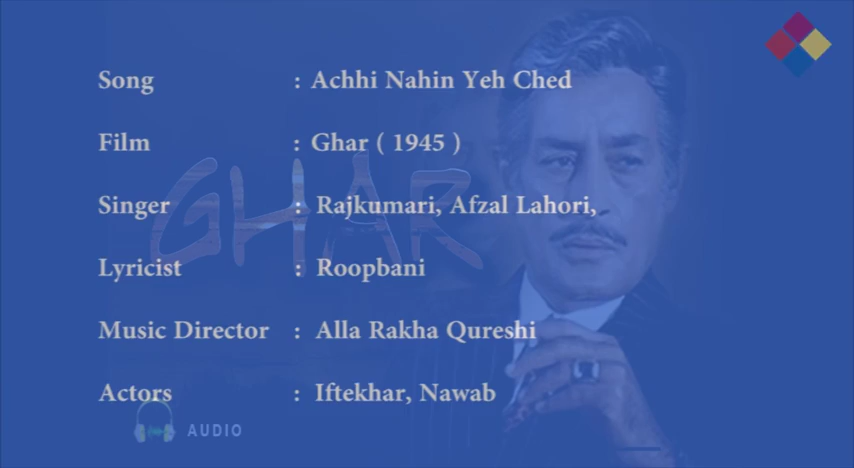 Song : Achhi Nahin Yeh Ched
Film : Ghar ( 1945 )
GHAR
Singer : Rajkumari, Afzal Lahori,
Lyricist : Roopbani
Music Director : Alla Rakha Qureshi
Actors : Iftekhar, Nawab
AUDIO